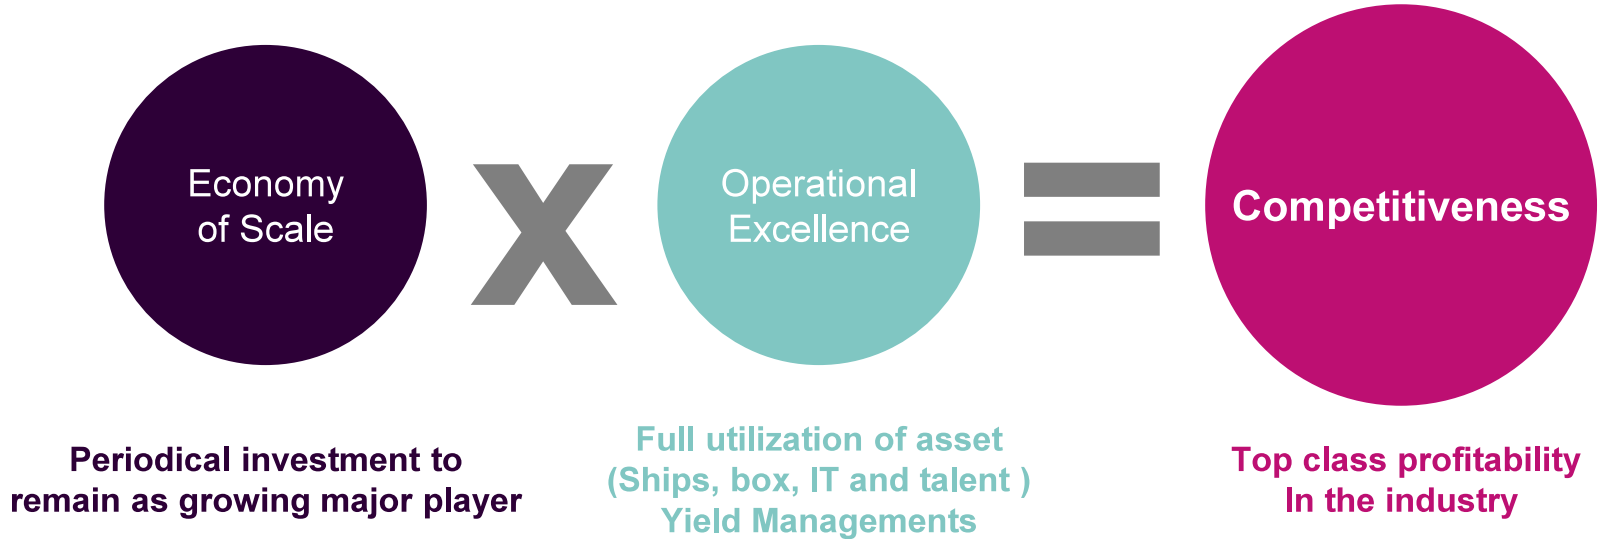 Economy
of Scale
x
Operational
Excellence
=
Competitiveness
Periodical investment to
remain as growing major player
Full utilization of asset
(Ships, box, IT and talent )
Yield Managements
Top class profitability
In the industry